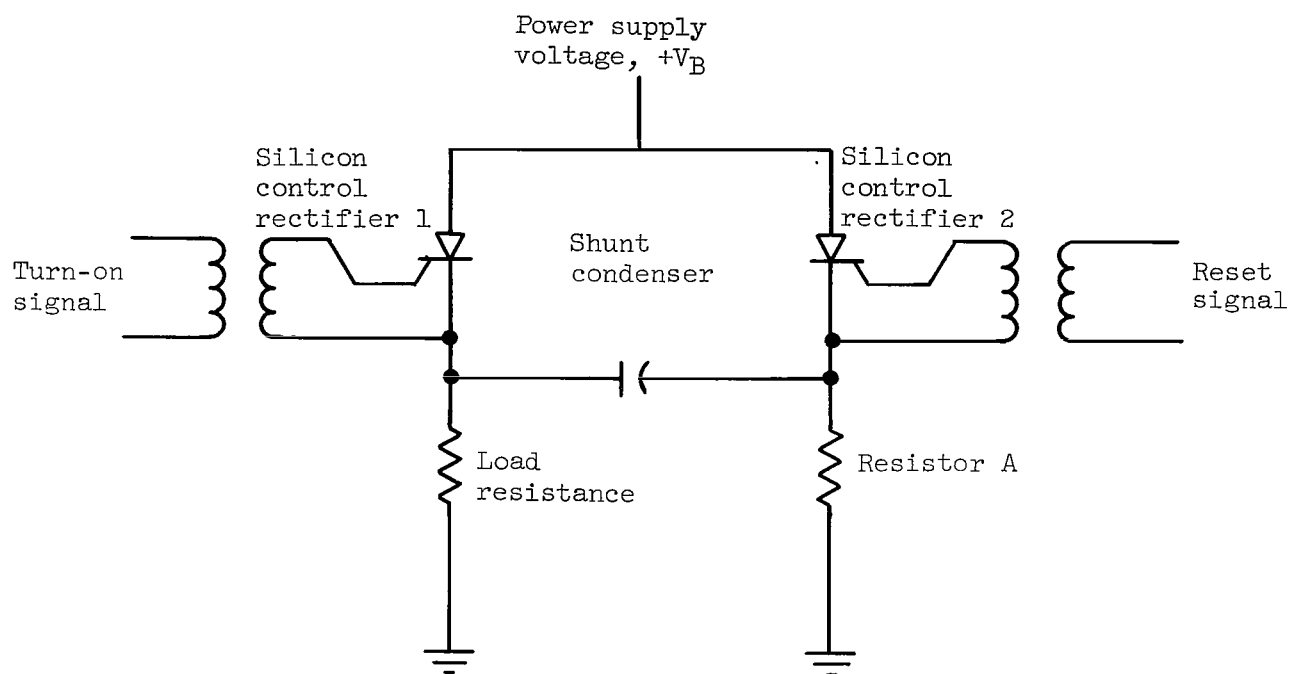 Power supply
voltage, +VB
Silicon
control
rectifier 1
Silicon
control
rectifier 2
Shunt
condenser
Turn-on
signal
Reset
signal
Load
resistance
Resistor A